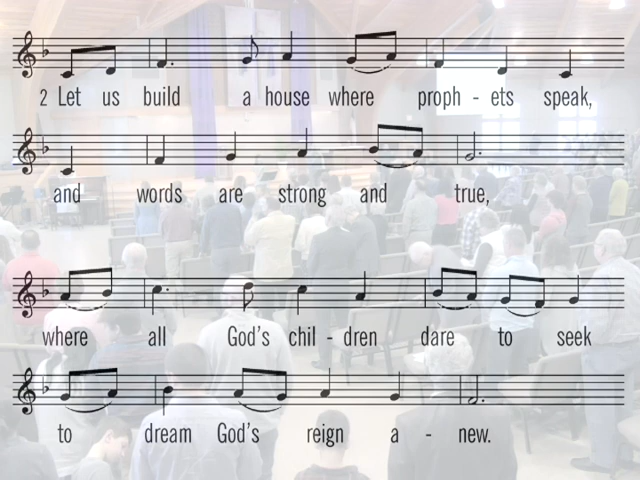 2 Let us build a house where proph - ets speak,
and words are strong and true,
where all God's chil - dren dare to seek
to dream God's reign a - new.